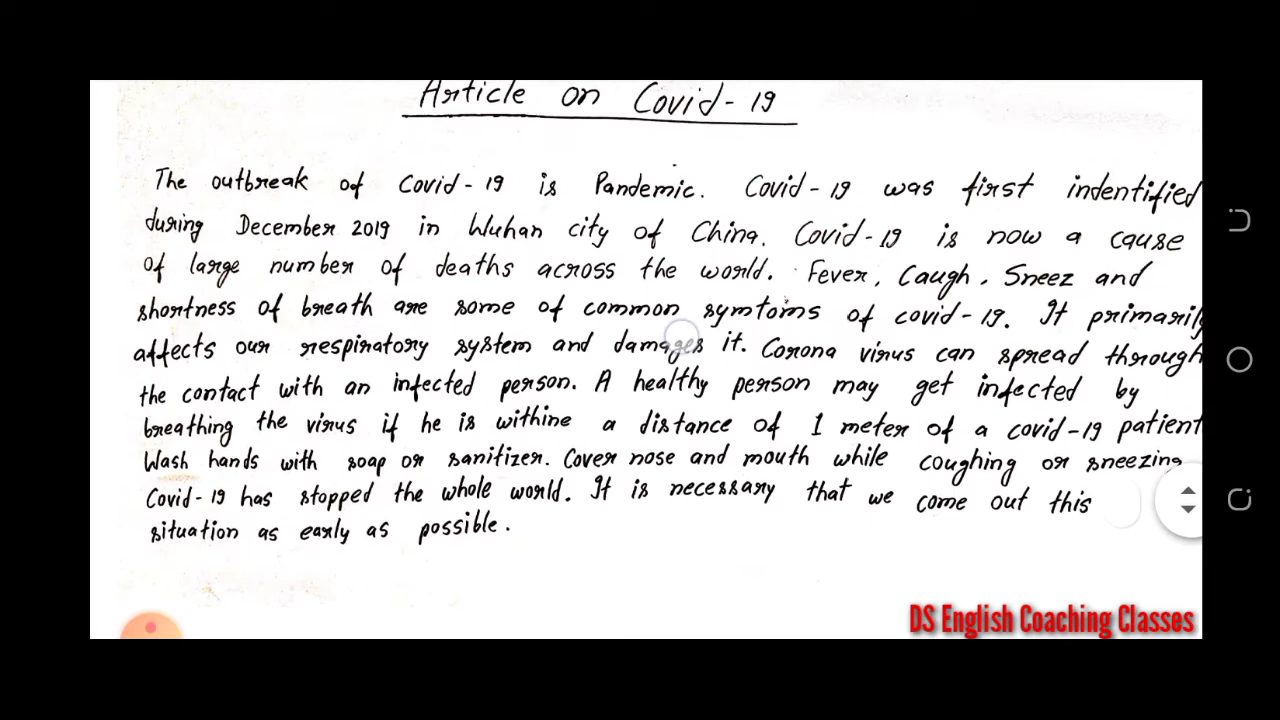 Article on Covid-19
The outbreak of Covid-19 is Pandemic. Covid-19 was first indentified
during December 2019 in Wuhan city of China. Covid-19 is now a cause
of large number of deaths across the world. Fever, Caugh, Sneez and
shortness of breath are some of common symtoms of covid-19. It primarily
affects our respiratory system and damages it. Corona virus can spread through
the contact with an infected person. A healthy person may get infected by
breathing the virus if he is withine a distance of 1 meter of a covid-19 patient
Wash hands with soap or sanitizer. Cover nose and mouth while coughing or sneezing
Covid-19 has stopped the whole world. It is necessary that we come out this
situation as early as possible.
DS English Coaching Classes